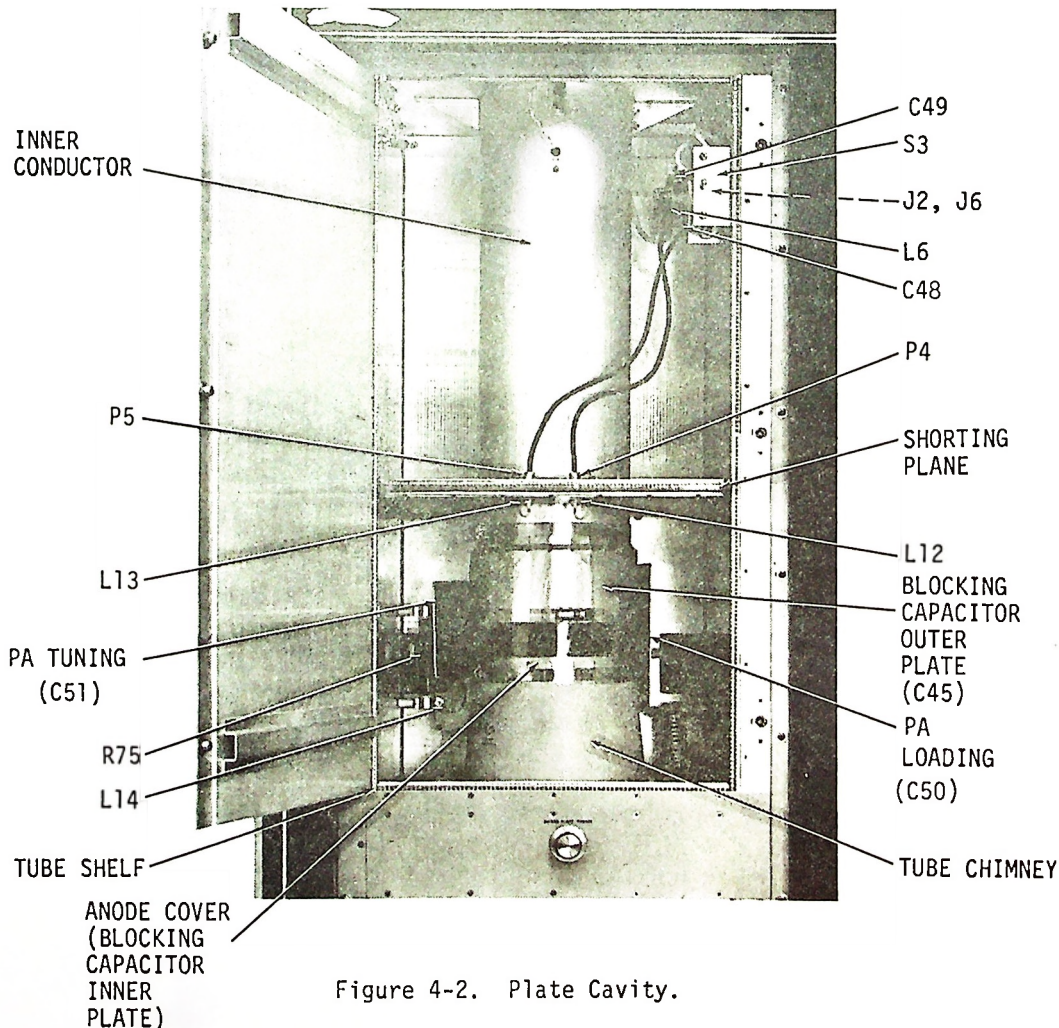 INNER
CONDUCTOR
P5
L13
PA TUNING
(C51)
R75
L14
TUBE SHELF
ANODE COVER
(BLOCKING
CAPACITOR
INNER
PLATE)
C49
S3
J2, J6
L6
C48
P4
SHORTING
PLANE
L12
BLOCKING
CAPACITOR
OUTER
PLATE
(C45)
PA
LOADING
(C50)
TUBE CHIMNEY
Figure 4-2. Plate Cavity.